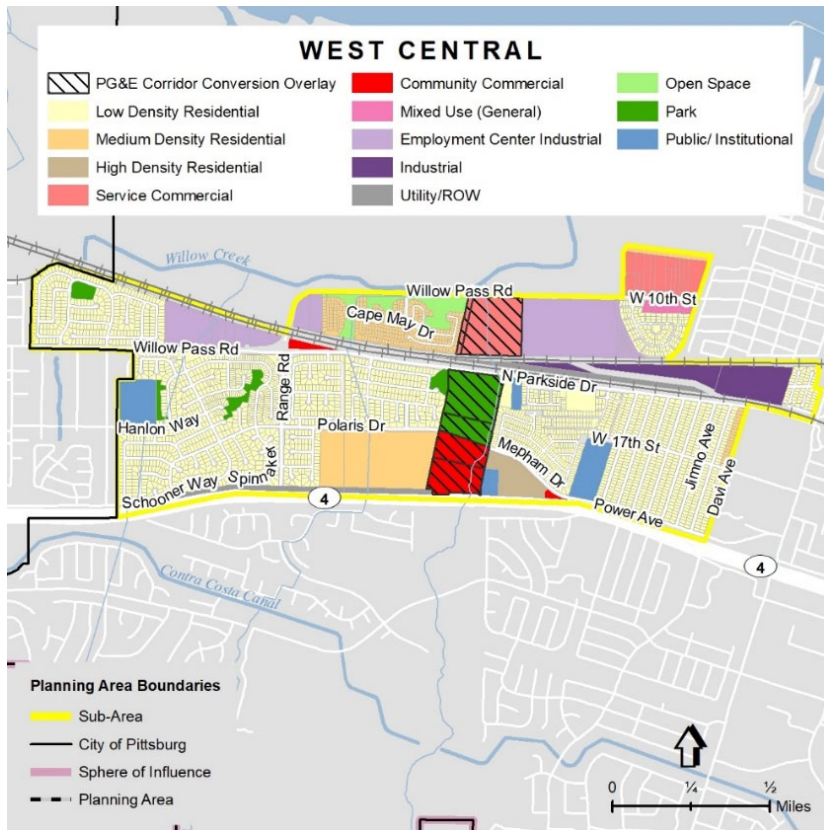 WEST CENTRAL
PG&E Corridor Conversion Overlay
Low Density Residential
Medium Density Residential
High Density Residential
Service Commercial
Community Commercial
Mixed Use (General)
Employment Center Industrial
Industrial
Utility/ROW
Open Space
Park
Public/ Institutional
Willow Creek
Willow Pass Rd
W 10th St
Cape May Dr
Willow Pass Rd
Range Rd
N Parkside Dr
Hanlon Way
Polaris Dr
W 17th St
Jimno Ave
Mepham Dr
Spinnaker
Davi Ave
Schooner Way
4
Power Ave
4
Contra Costa Canal
Planning Area Boundaries
Sub-Area
City of Pittsburg
Sphere of Influence
Planning Area
0 ¼ ½
Miles